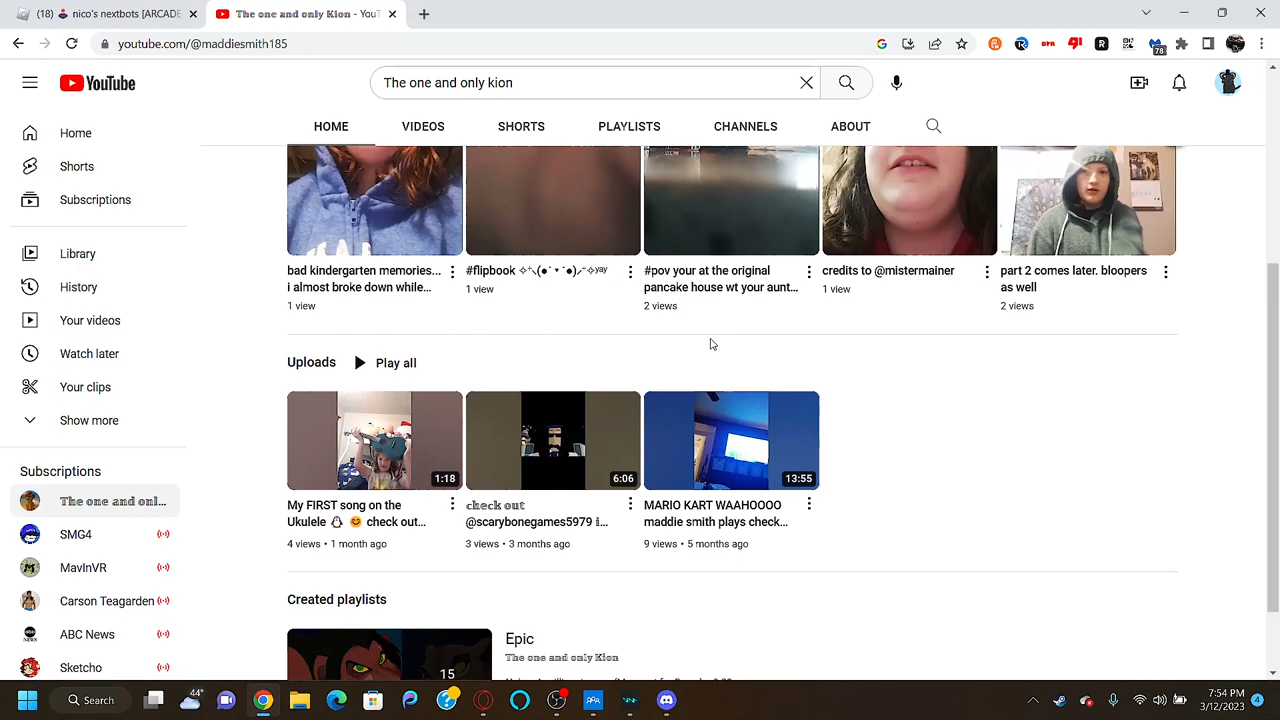 (18) 🕹 nico's nextbots [ARCADE
𝕋𝕙𝕖 𝕠𝕟𝕖 𝕒𝕟𝕕 𝕠𝕟𝕝𝕪 𝕂𝕚𝕠𝕟 - YouT
youtube.com/@maddiesmith185
78
YouTube
The one and only kion
HOME VIDEOS SHORTS PLAYLISTS CHANNELS ABOUT
Home
Shorts
Subscriptions
Library
History
Your videos
Watch later
Your clips
Show more
Subscriptions
𝕋𝕙𝕖 𝕠𝕟𝕖 𝕒𝕟𝕕 𝕠𝕟𝕝...
SMG4
MavInVR
Carson Teagarden
ABC News
Sketcho
bad kindergarten memories...
i almost broke down while...
1 view
#flipbook
1 view
#pov your at the original
pancake house wt your aunt...
2 views
credits to @mistermainer
1 view
part 2 comes later. bloopers
as well
2 views
Uploads Play all
1:18
My FIRST song on the
Ukulele 🐧 😊 check out...
4 views • 1 month ago
6:06
𝕔𝕙𝕖𝕔𝕜 𝕠𝕦𝕥
@scarybonegames5979 𝕚...
3 views • 3 months ago
13:55
MARIO KART WAAHOOOO
maddie smith plays check...
9 views • 5 months ago
Created playlists
15
Epic
𝕋𝕙𝕖 𝕠𝕟𝕖 𝕒𝕟𝕕 𝕠𝕟𝕝𝕪 𝕂𝕚𝕠𝕟
Search
44°
7:54 PM
3/12/2023
4